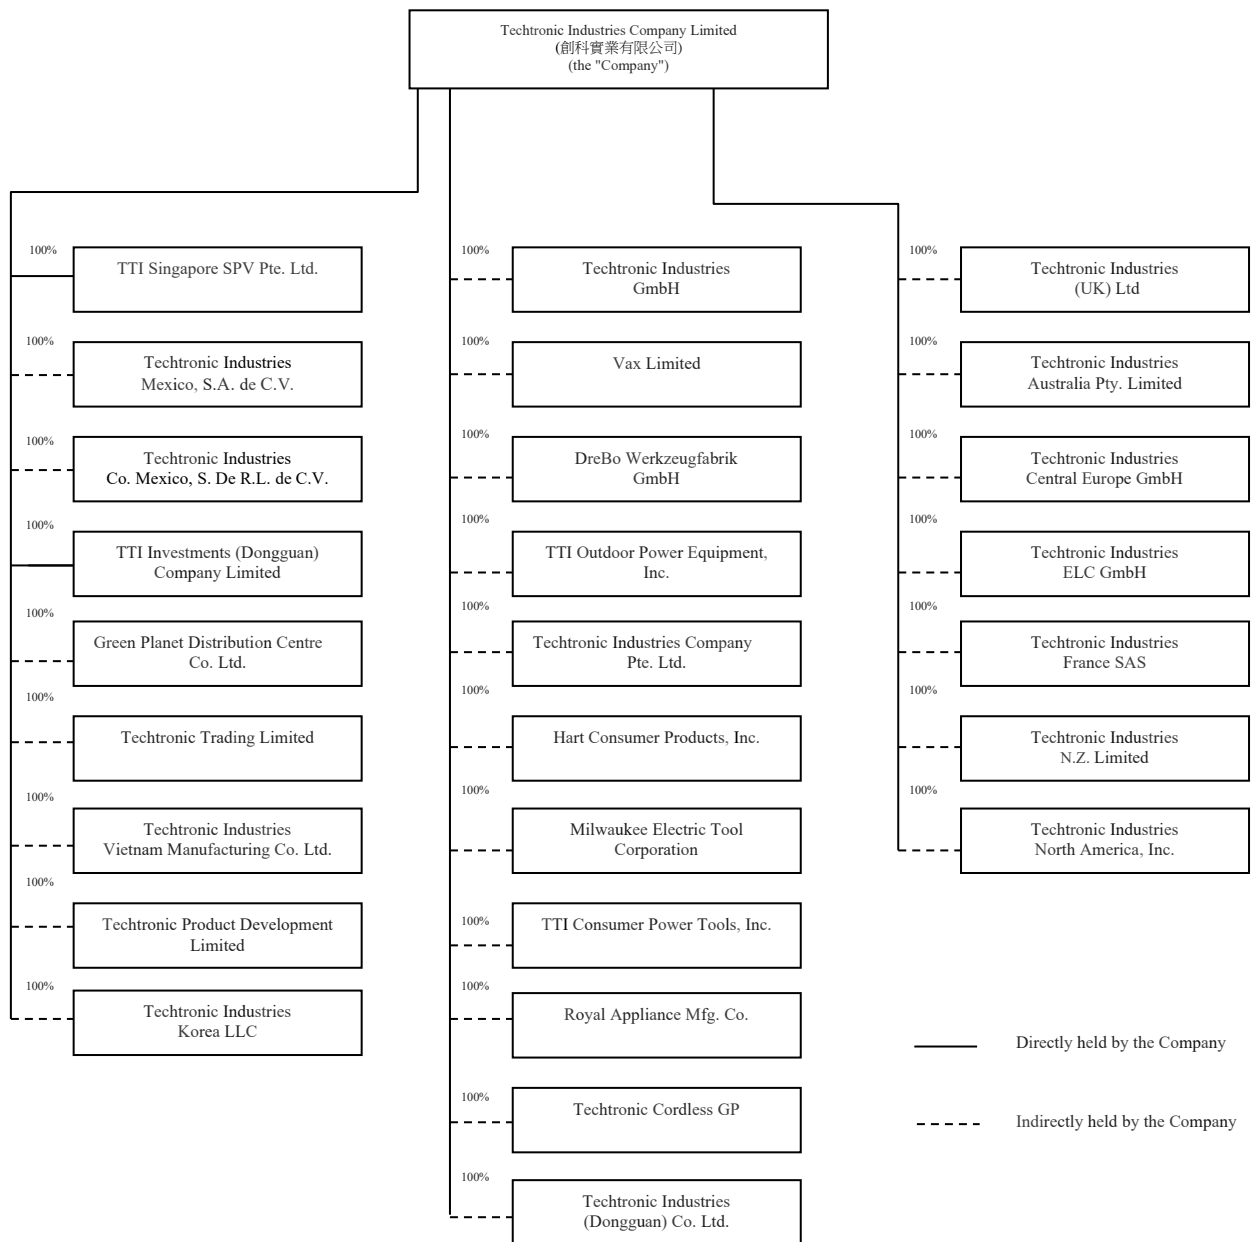 Techtronic Industries Company Limited
(創科實業有限公司)
(the "Company")
100%
TTI Singapore SPV Pte. Ltd.
100%
Techtronic Industries
Mexico, S.A. de C.V.
100%
Techtronic Industries
Co. Mexico, S. De R.L. de C.V.
100%
TTI Investments (Dongguan)
Company Limited
100%
Green Planet Distribution Centre
Co. Ltd.
100%
Techtronic Trading Limited
100%
Techtronic Industries
Vietnam Manufacturing Co. Ltd.
100%
Techtronic Product Development
Limited
100%
Techtronic Industries
Korea LLC
100%
Techtronic Industries
GmbH
100%
Vax Limited
100%
DreBo Werkzeugfabrik
GmbH
100%
TTI Outdoor Power Equipment,
Inc.
100%
Techtronic Industries Company
Pte. Ltd.
100%
Hart Consumer Products, Inc.
100%
Milwaukee Electric Tool
Corporation
100%
TTI Consumer Power Tools, Inc.
100%
Royal Appliance Mfg. Co.
100%
Techtronic Cordless GP
100%
Techtronic Industries
(Dongguan) Co. Ltd.
100%
Techtronic Industries
(UK) Ltd
100%
Techtronic Industries
Australia Pty. Limited
100%
Techtronic Industries
Central Europe GmbH
100%
Techtronic Industries
ELC GmbH
100%
Techtronic Industries
France SAS
100%
Techtronic Industries
N.Z. Limited
100%
Techtronic Industries
North America, Inc.
Directly held by the Company
Indirectly held by the Company